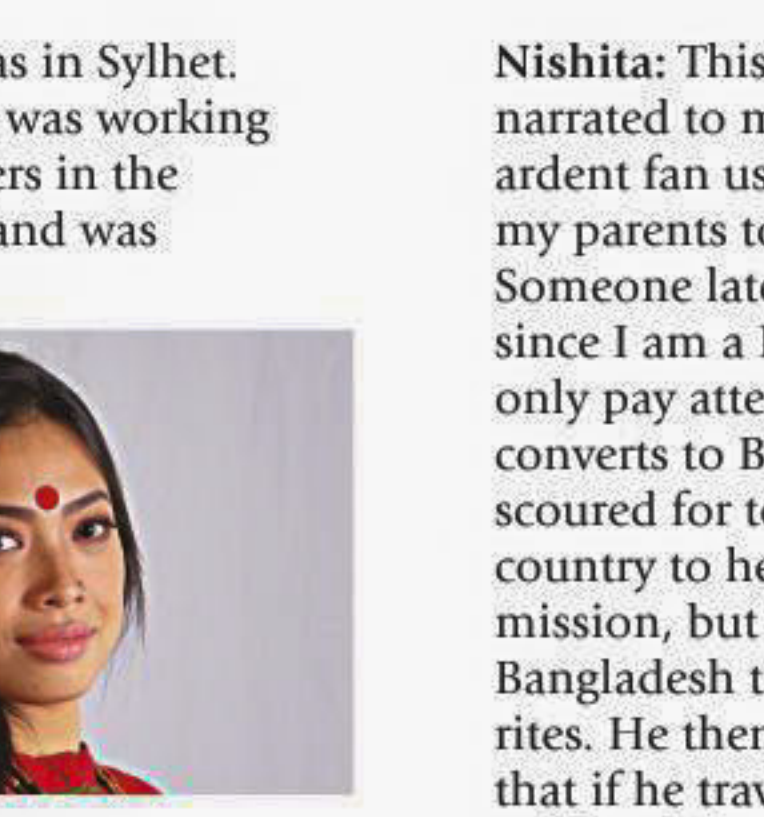 as in Sylhet.
was working
ers in the
and was
Nishita: This
narrated to m
ardent fan us
my parents to
Someone late
since I am a
only pay atte
converts to B
scoured for to
country to he
mission, but
Bangladesh t
rites. He then
that if he trav